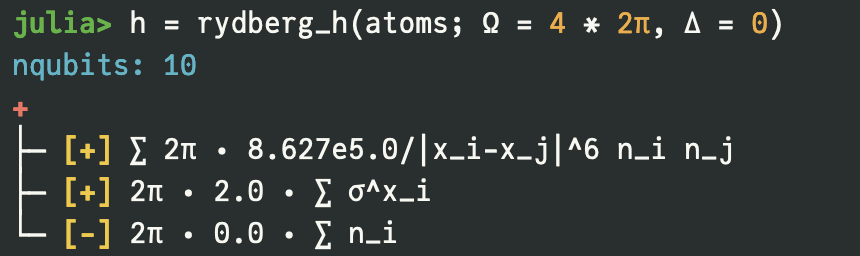 julia> h = rydberg_h(atoms; Ω = 4 * 2π, Δ = 0)
nqubits: 10
+
├─ [+] ∑ 2π ⋅ 8.627e5.0/|x_i-x_j|^6 n_i n_j
├─ [+] 2π ⋅ 2.0 ⋅ ∑ σ^x_i
└─ [-] 2π ⋅ 0.0 ⋅ ∑ n_i